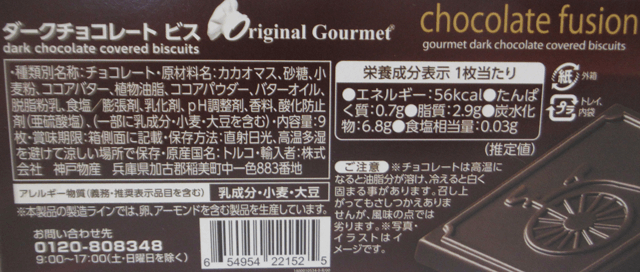 ダークチョコレート ビス
dark chocolate covered biscuits
Original Gourmet®
chocolate fusion
gourmet dark chocolate covered biscuits
・種類別名称:チョコレート・原材料名:カカオマス、砂糖、小
麦粉、ココアバター、植物油脂、ココアパウダー、バターオイル、
脱脂粉乳、食塩/膨張剤、乳化剤、pH調整剤、香料、酸化防止
剤(亜硫酸塩)、(一部に乳成分・小麦・大豆を含む)・内容量:9
枚・賞味期限:箱側面に記載・保存方法:直射日光、高温多湿
を避けて涼しい場所で保存・原産国名:トルコ・輸入者:株式
会社 神戸物産 兵庫県加古郡稲美町中一色883番地
アレルギー物質(義務・推奨表示品目を含む) 乳成分・小麦・大豆
※本製品の製造ラインでは、卵、アーモンドを含む製品を生産しています。
お問い合わせ先
0120-808348
9:00〜17:00(土・日曜日を除く)
6 54954 22152 5
栄養成分表示 1枚当たり
●エネルギー:56kcal●たんぱ
く質:0.7g●脂質:2.9g●炭水化
物:6.8g●食塩相当量:0.03g
(推定値)
紙 外箱
プラ トレイ、
内袋
ご注意 ※チョコレートは高温に
なると油脂分が溶け、冷えると白く
固まる事があります。召し上
がってもさしつかえありま
せんが、風味の点では
劣ります。※写真・
イラストはイ
メージです。